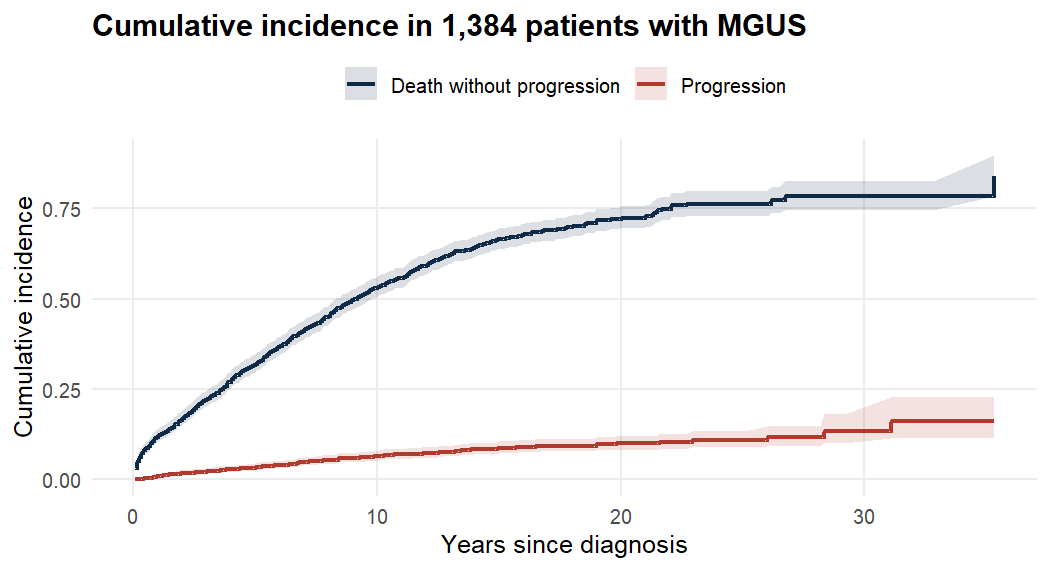 Cumulative incidence in 1,384 patients with MGUS
Death without progression
Progression
Cumulative incidence
0.75
0.50
0.25
0.00
0 10 20 30
Years since diagnosis